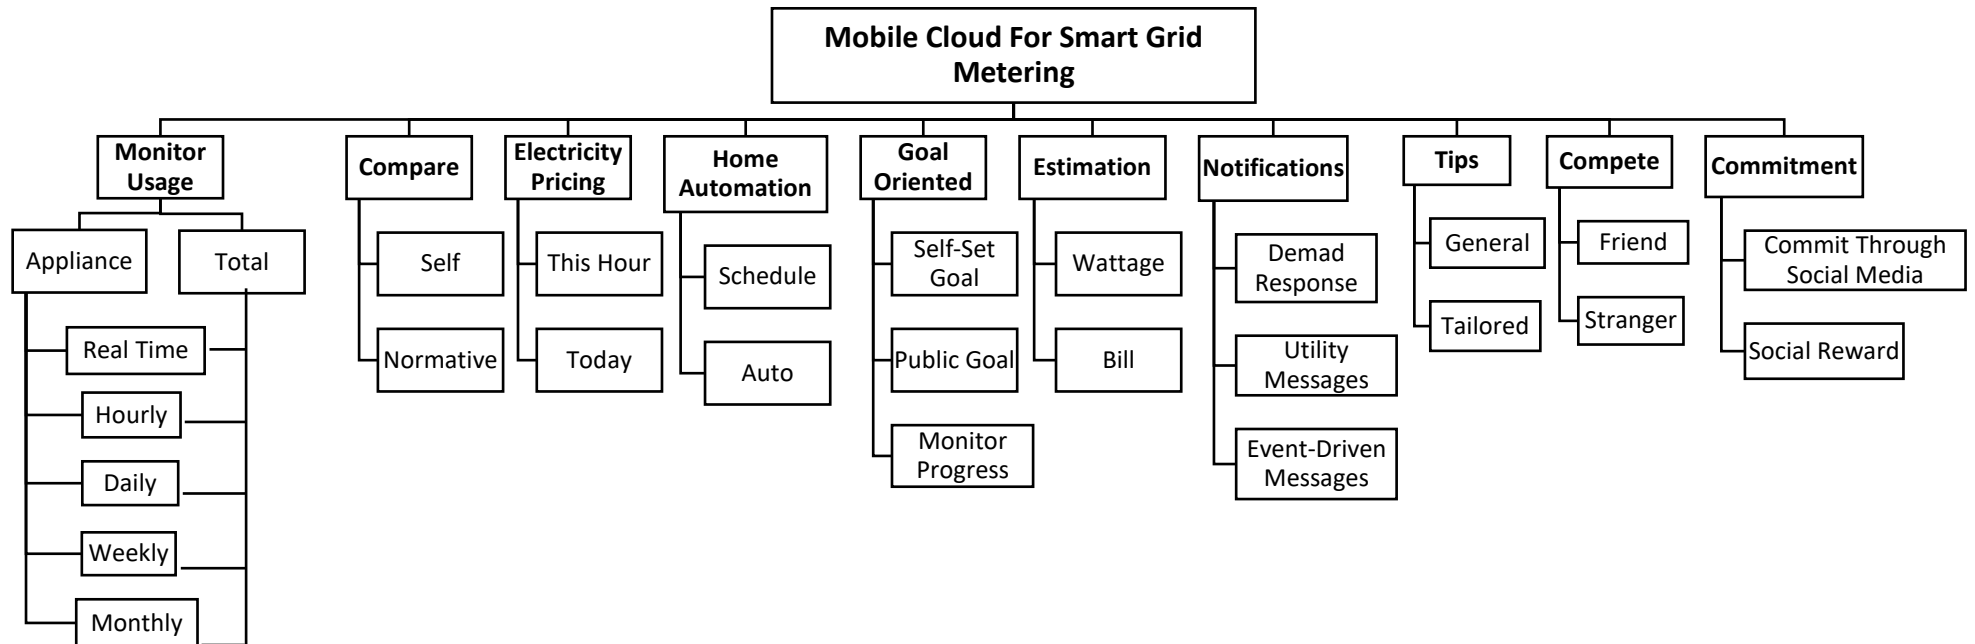 Mobile Cloud For Smart Grid
Metering
Monitor
Usage
Compare
Electricity
Pricing
Home
Automation
Goal
Oriented
Estimation
Notifications
Tips
Compete
Commitment
Appliance
Total
Real Time
Hourly
Daily
Weekly
Monthly
Self
Normative
This Hour
Today
Schedule
Auto
Self-Set
Goal
Public Goal
Monitor
Progress
Wattage
Bill
Demad
Response
Utility
Messages
Event-Driven
Messages
General
Tailored
Friend
Stranger
Commit Through
Social Media
Social Reward